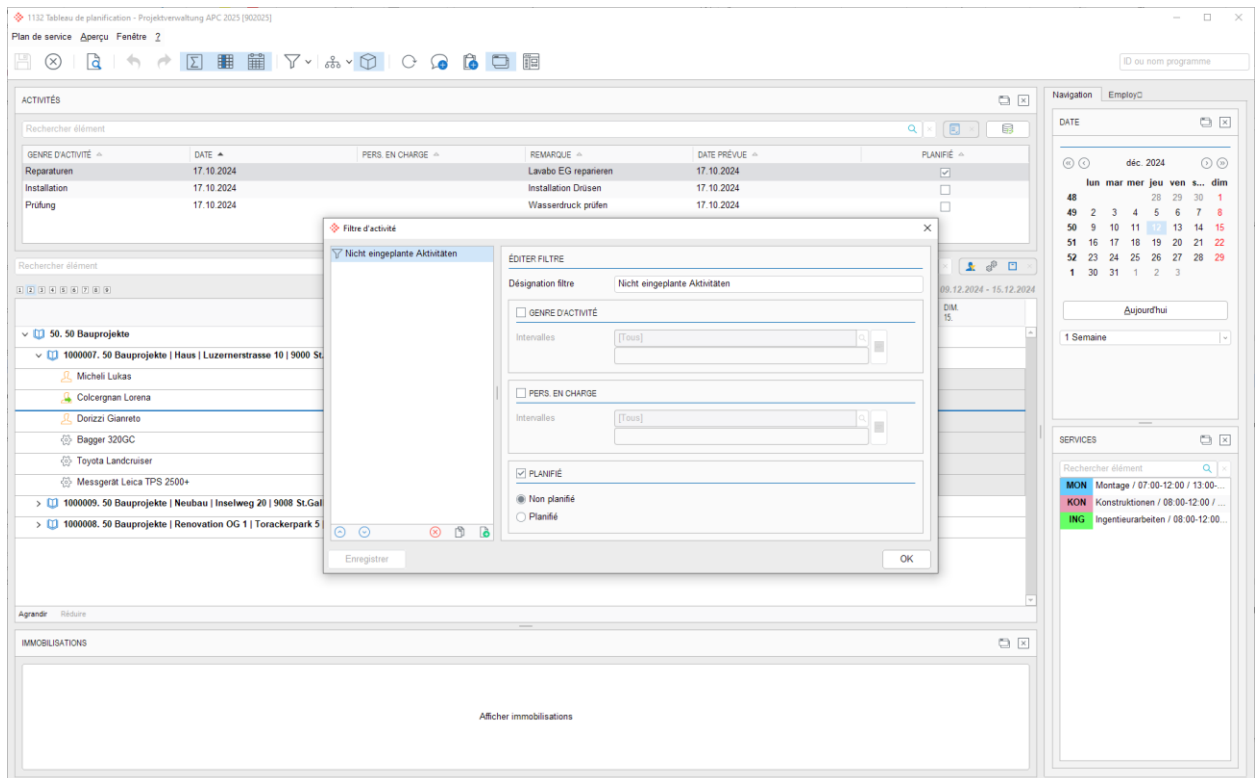 1132 Tableau de planification - Projektverwaltung APC 2025 [902025]
Plan de service Aperçu Fenêtre ?
ID ou nom programme
ACTIVITÉS
Rechercher élément
GENRE D'ACTIVITÉ DATE PERS. EN CHARGE REMARQUE DATE PRÉVUE PLANIFIÉ
Reparaturen 17.10.2024 Lavabo EG reparieren 17.10.2024
Installation 17.10.2024 Installation Drüsen 17.10.2024
Prüfung 17.10.2024 Wasserdruck prüfen 17.10.2024
Rechercher élément
1 2 3 4 5 6 7 8 9
09.12.2024 - 15.12.2024
DIM.
15.
50. 50 Bauprojekte
1000007. 50 Bauprojekte | Haus | Luzernerstrasse 10 | 9000 St.
Micheli Lukas
Colcergnan Lorena
Dorizzi Gianreto
Bagger 320GC
Toyota Landcruiser
Messgerät Leica TPS 2500+
1000009. 50 Bauprojekte | Neubau | Inselweg 20 | 9008 St.Gal
1000008. 50 Bauprojekte | Renovation OG 1 | Torackerpark 5 |
Agrandir Réduire
IMMOBILISATIONS
Afficher immobilisations
Filtre d'activité
Nicht eingeplante Aktivitäten
ÉDITER FILTRE
Désignation filtre Nicht eingeplante Aktivitäten
GENRE D'ACTIVITÉ
Intervalles [Tous]
PERS. EN CHARGE
Intervalles [Tous]
PLANIFIÉ
Non planifié
Planifié
Enregistrer OK
Navigation Employ
DATE
déc. 2024
lun mar mer jeu ven s... dim
48 28 29 30 1
49 2 3 4 5 6 7 8
50 9 10 11 12 13 14 15
51 16 17 18 19 20 21 22
52 23 24 25 26 27 28 29
1 30 31 1 2 3
Aujourd'hui
1 Semaine
SERVICES
Rechercher élément
MON Montage / 07:00-12:00 / 13:00-...
KON Konstruktionen / 08:00-12:00 / ...
ING Ingentieurarbeiten / 08:00-12:00...